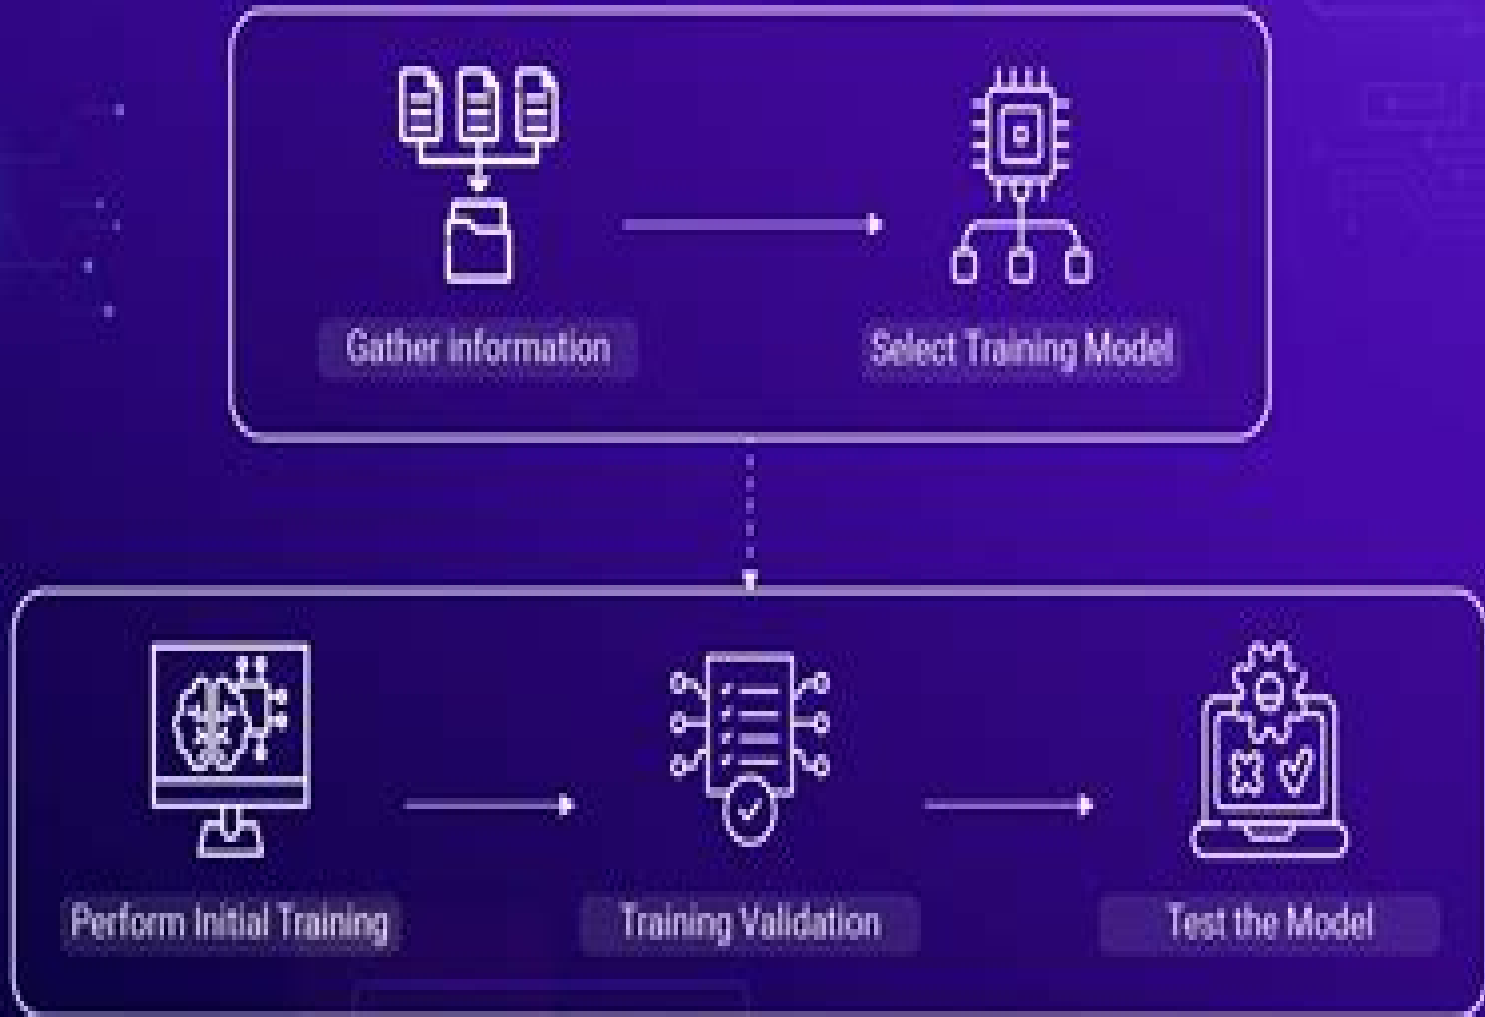 Gather information
Select Training Model
Perform Initial Training
Training Validation
Test the Model